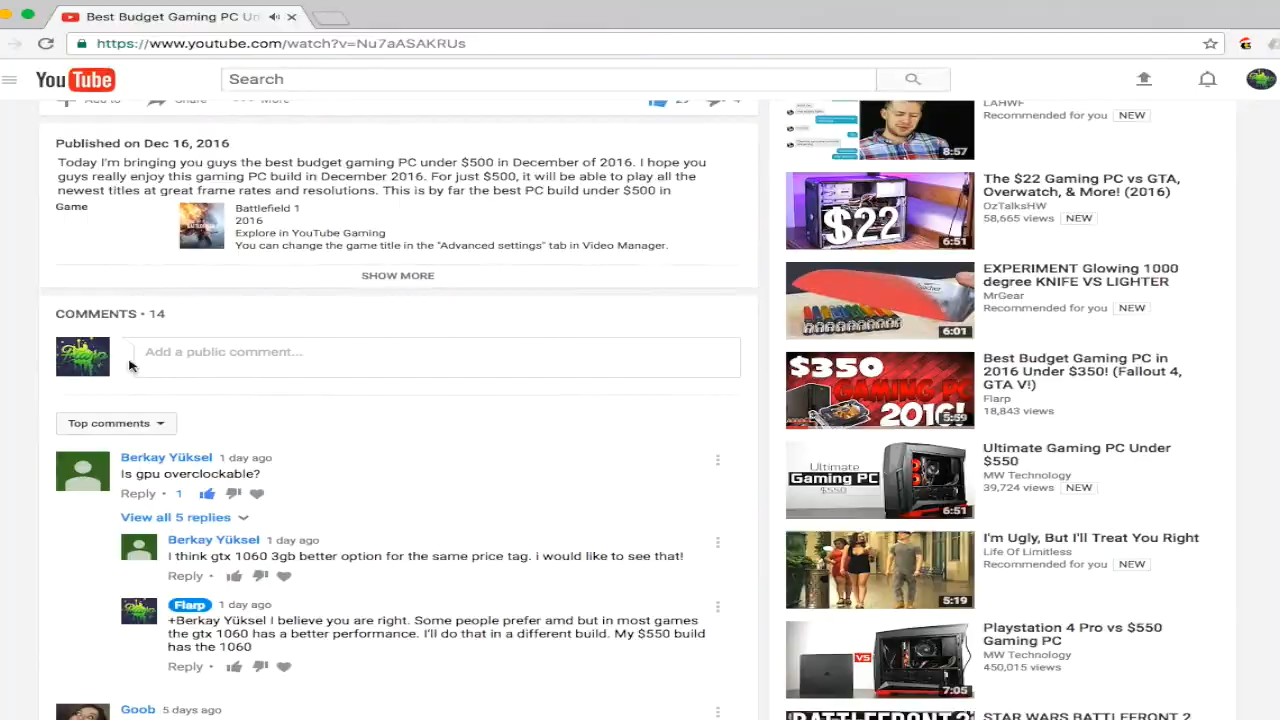 Best Budget Gaming PC Un
https://www.youtube.com/watch?v=Nu7aASAKRUs
YouTube
Search
Add to Share More
Published on Dec 16, 2016
Today I'm bringing you guys the best budget gaming PC under $500 in December of 2016. I hope you
guys really enjoy this gaming PC build in December 2016. For just $500, it will be able to play all the
newest titles at great frame rates and resolutions. This is by far the best PC build under $500 in
Game
Battlefield 1
2016
Explore in YouTube Gaming
You can change the game title in the "Advanced settings" tab in Video Manager.
SHOW MORE
COMMENTS • 14
Add a public comment...
Top comments
Berkay Yüksel 1 day ago
Is gpu overclockable?
Reply • 1
View all 5 replies
Berkay Yüksel 1 day ago
I think gtx 1060 3gb better option for the same price tag. i would like to see that!
Reply •
Flarp 1 day ago
+Berkay Yüksel I believe you are right. Some people prefer amd but in most games
the gtx 1060 has a better performance. I'll do that in a different build. My $550 build
has the 1060
Reply •
Goob 5 days ago
LAHWF
Recommended for you NEW
8:57
The $22 Gaming PC vs GTA,
Overwatch, & More! (2016)
OzTalksHW
58,665 views NEW
$22
6:51
EXPERIMENT Glowing 1000
degree KNIFE VS LIGHTER
MrGear
Recommended for you NEW
6:01
Best Budget Gaming PC in
2016 Under $350! (Fallout 4,
GTA V!)
Flarp
18,843 views
$350
GAMING PC
2016!
5:59
Ultimate Gaming PC Under
$550
MW Technology
39,724 views NEW
Ultimate
Gaming PC
$550
6:51
I'm Ugly, But I'll Treat You Right
Life Of Limitless
Recommended for you NEW
5:19
Playstation 4 Pro vs $550
Gaming PC
MW Technology
450,015 views
VS
7:05
STAR WARS BATTLEFRONT 2
BATTLEFRONT 2